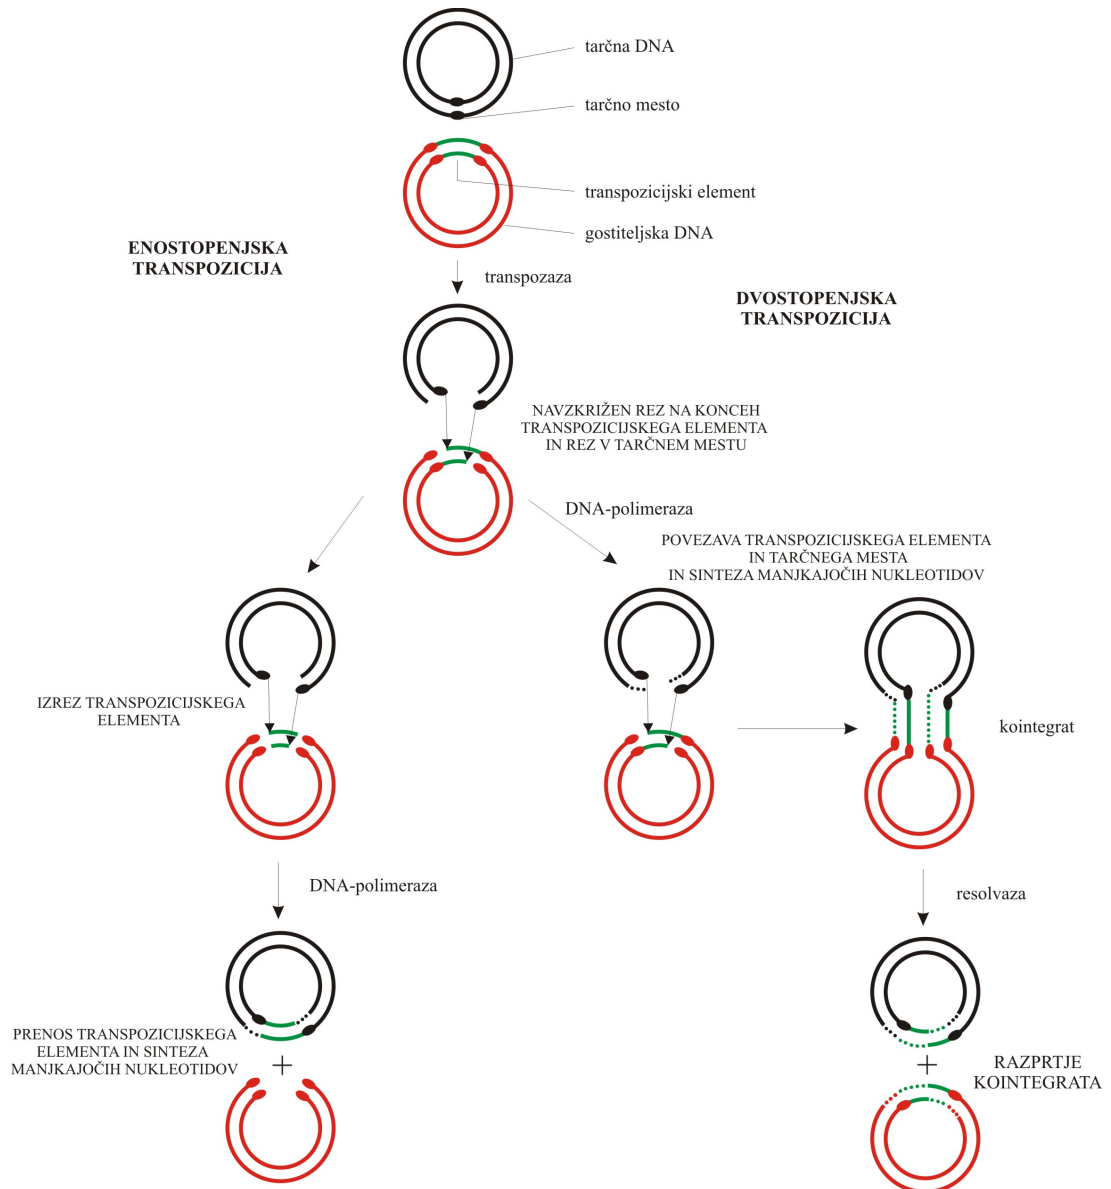 tarčna DNA
tarčno mesto
transpozicijski element
gostiteljska DNA
ENOSTOPENJSKA
TRANSPOZICIJA
transpozaza
DVOSTOPENJSKA
TRANSPOZICIJA
NAVZKRIŽEN REZ NA KONCEH
TRANSPOZICIJSKEGA ELEMENTA
IN REZ V TARČNEM MESTU
DNA-polimeraza
POVEZAVA TRANSPOZICIJSKEGA ELEMENTA
IN TARČNEGA MESTA
IN SINTEZA MANJKAJOČIH NUKLEOTIDOV
IZREZ TRANSPOZICIJSKEGA
ELEMENTA
kointegrat
DNA-polimeraza
resolvaza
PRENOS TRANSPOZICIJSKEGA
ELEMENTA IN SINTEZA
MANJKAJOČIH NUKLEOTIDOV
+
+
RAZPRTJE
KOINTEGRATA